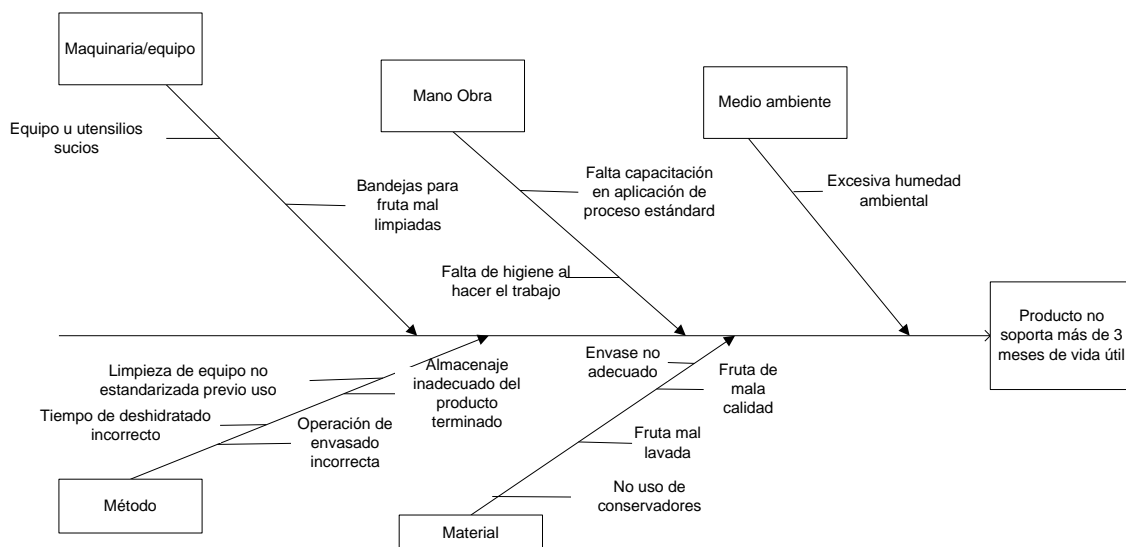 Maquinaria/equipo
Mano Obra
Medio ambiente
Equipo u utensilios
sucios
Bandejas para
fruta mal
limpiadas
Falta capacitación
en aplicación de
proceso estándard
Excesiva humedad
ambiental
Falta de higiene al
hacer el trabajo
Producto no
soporta más de 3
meses de vida útil
Limpieza de equipo no
estandarizada previo uso
Almacenaje
inadecuado del
producto
terminado
Envase no
adecuado
Fruta de
mala
calidad
Tiempo de deshidratado
incorrecto
Operación de
envasado
incorrecta
Fruta mal
lavada
No uso de
conservadores
Método
Material